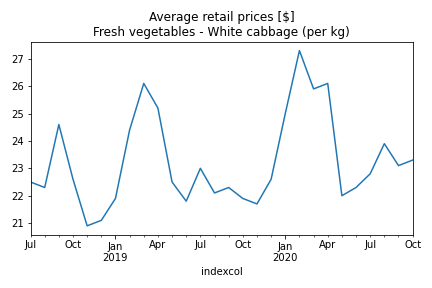 Average retail prices [$]
Fresh vegetables - White cabbage (per kg)
27
26
25
24
23
22
21
Jul Oct Jan Apr Jul Oct Jan Apr Jul Oct
2019 2020
indexcol